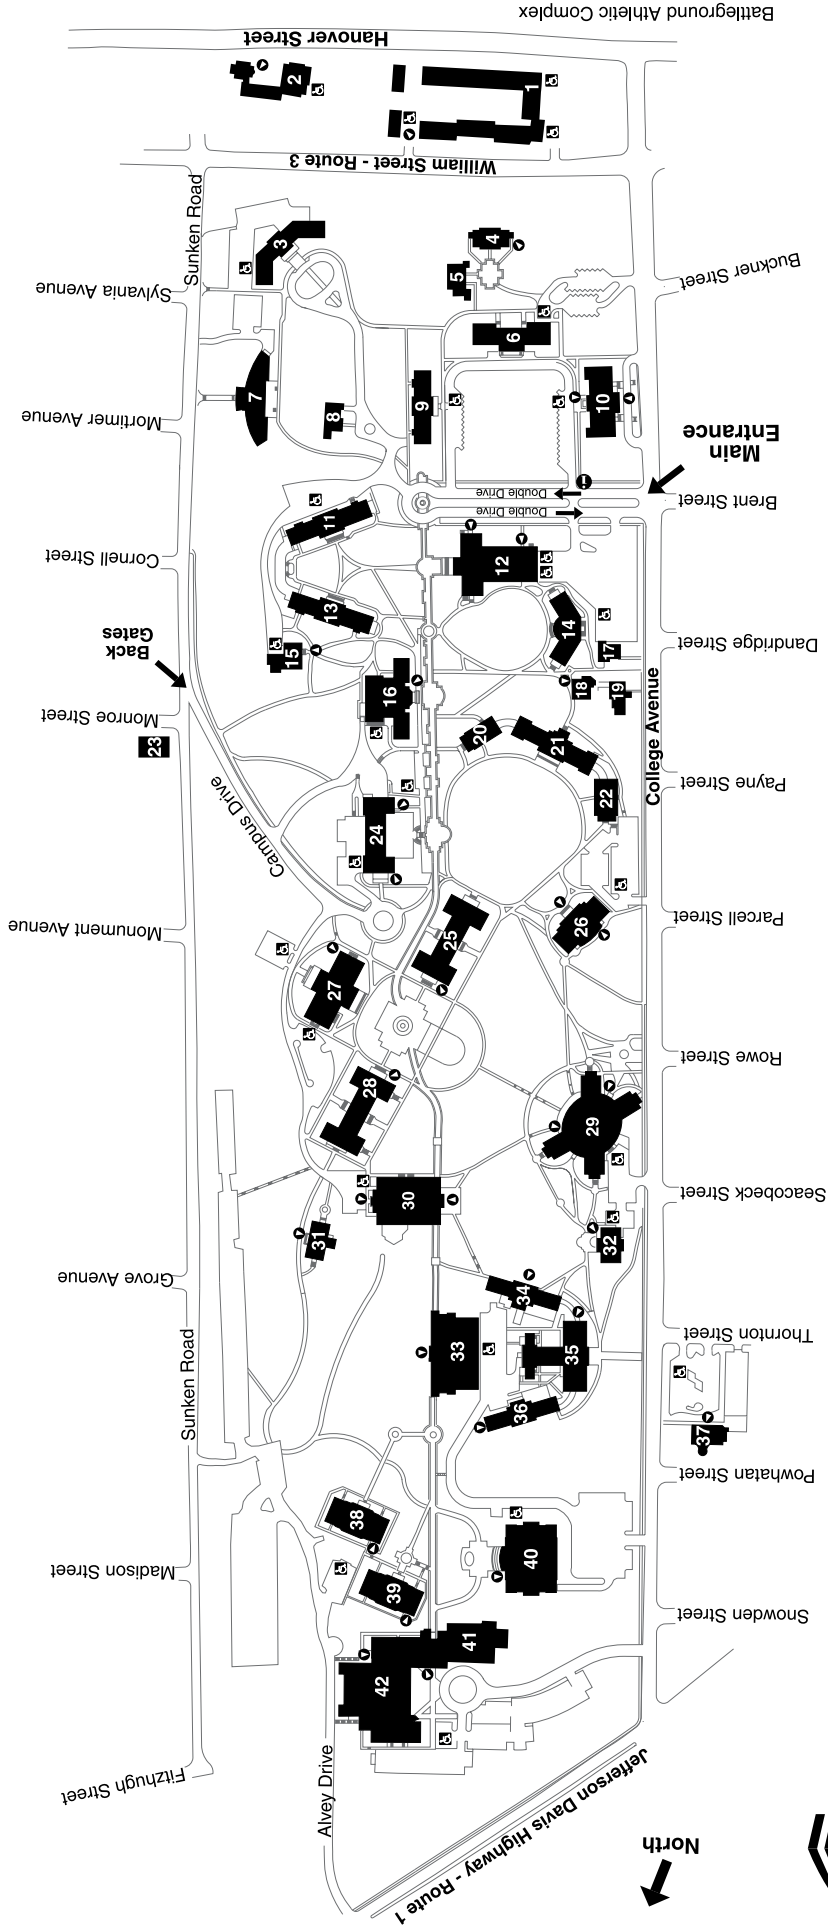 Battleground Athletic Complex
Hanover Street
2
1
William Street - Route 3
Sunken Road
3
4
5
Buckner Street
Sylvania Avenue
6
7
8
9
10
Mortimer Avenue
Main
Entrance
Double Drive
Double Drive
Brent Street
11
12
Cornell Street
13
14
Back
Gates
15
17
Dandridge Street
16
18
19
College Avenue
Monroe Street
23
20
21
Payne Street
22
Campus Drive
24
Monument Avenue
25
26
Parcell Street
27
Rowe Street
28
29
30
Seacobeck Street
31
32
Grove Avenue
34
Sunken Road
33
35
Thornton Street
36
37
Powhatan Street
38
Madison Street
39
40
Snowden Street
41
42
Fitzhugh Street
Alvey Drive
Jefferson Davis Highway - Route 1
North